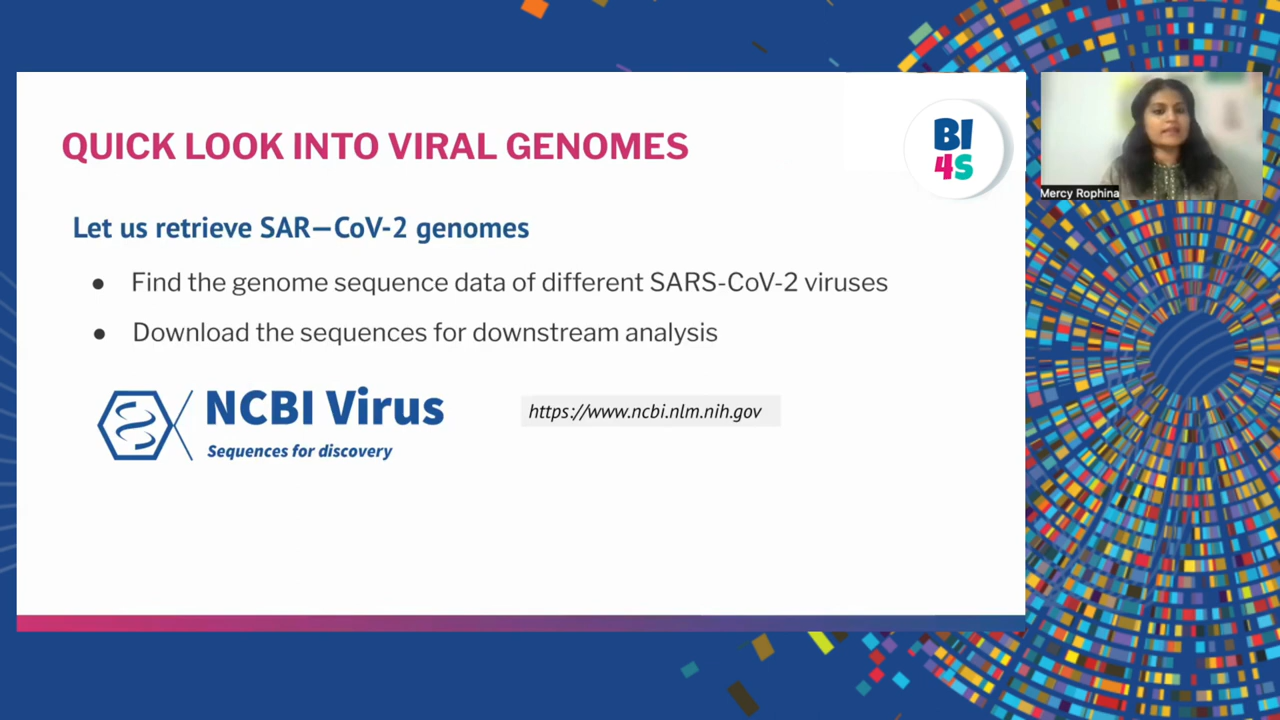 QUICK LOOK INTO VIRAL GENOMES
BI
4S
Mercy Rophina
Let us retrieve SAR—CoV-2 genomes
● Find the genome sequence data of different SARS-CoV-2 viruses
● Download the sequences for downstream analysis
NCBI Virus
Sequences for discovery
https://www.ncbi.nlm.nih.gov